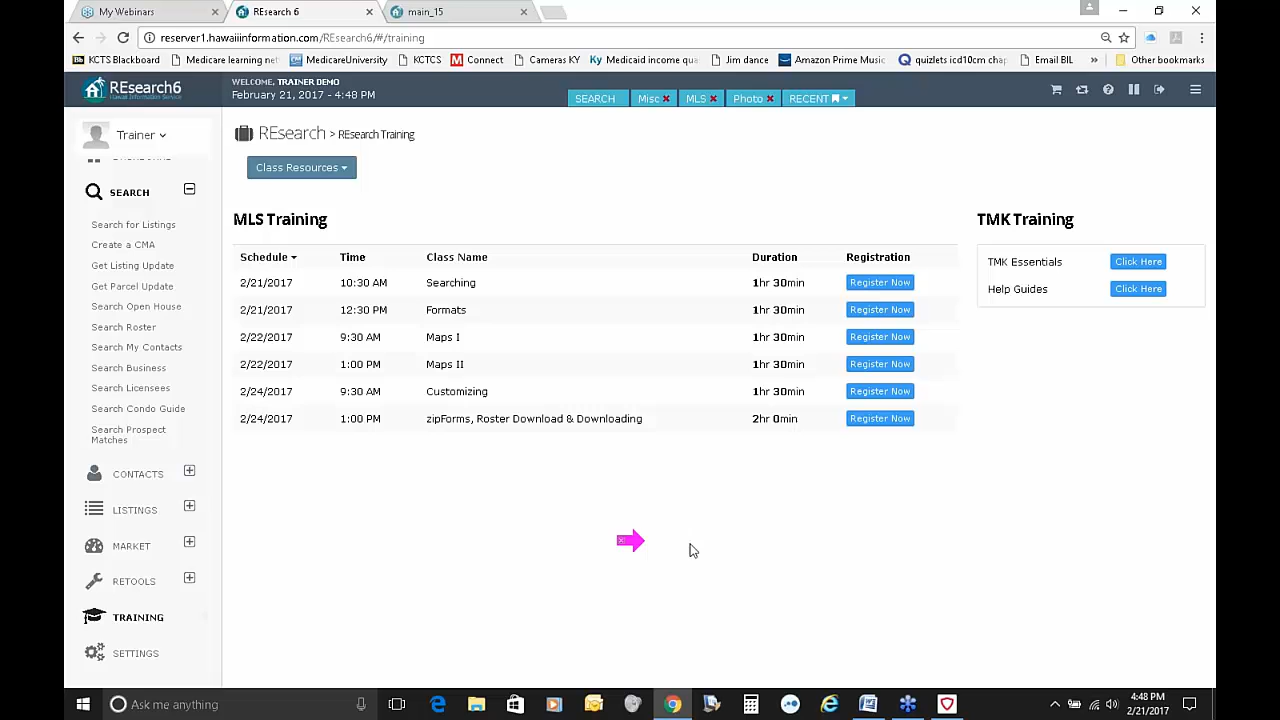 My Webinars
REsearch 6
main_15
reserver1.hawaiiinformation.com/REsearch6/#/training
KCTS Blackboard
Medicare learning net
MedicareUniversity
KCTCS
Connect
Cameras KY
Medicaid income qua
Jim dance
Amazon Prime Music
quizlets icd10cm chap
Email BIL
»
Other bookmarks
REsearch6
Hawaii Information Service
WELCOME, TRAINER DEMO
February 21, 2017 - 4:48 PM
SEARCH
Misc
MLS
Photo
RECENT
Trainer
REsearch > REsearch Training
Class Resources
SEARCH
Search for Listings
Create a CMA
Get Listing Update
Get Parcel Update
Search Open House
Search Roster
Search My Contacts
Search Business
Search Licensees
Search Condo Guide
Search Prospect
Matches
CONTACTS
LISTINGS
MARKET
RETOOLS
TRAINING
SETTINGS
MLS Training
Schedule Time Class Name Duration Registration
2/21/2017 10:30 AM Searching 1hr 30min Register Now
2/21/2017 12:30 PM Formats 1hr 30min Register Now
2/22/2017 9:30 AM Maps I 1hr 30min Register Now
2/22/2017 1:00 PM Maps II 1hr 30min Register Now
2/24/2017 9:30 AM Customizing 1hr 30min Register Now
2/24/2017 1:00 PM zipForms, Roster Download & Downloading 2hr 0min Register Now
TMK Training
TMK Essentials Click Here
Help Guides Click Here
Ask me anything
4:48 PM
2/21/2017